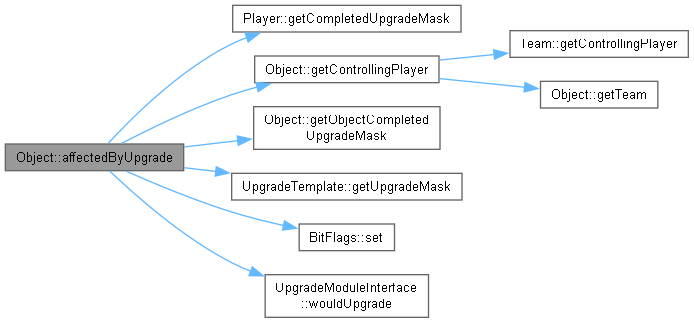 Player::getCompletedUpgradeMask
Team::getControllingPlayer
Object::getControllingPlayer
Object::getTeam
Object::getObjectCompleted
UpgradeMask
Object::affectedByUpgrade
UpgradeTemplate::getUpgradeMask
BitFlags::set
UpgradeModuleInterface
::wouldUpgrade